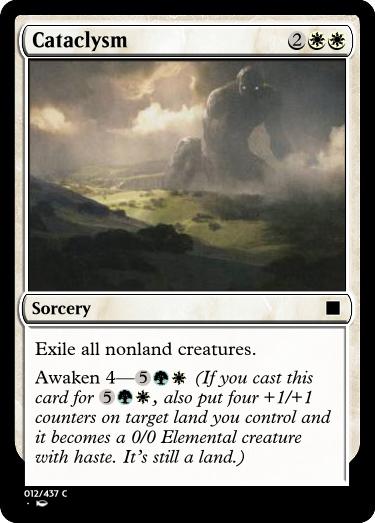 Cataclysm 2
Sorcery
Exile all nonland creatures.
Awaken 4—5 (If you cast this
card for 5, also put four +1/+1
counters on target land you control and
it becomes a 0/0 Elemental creature
with haste. It's still a land.)
012/437 C